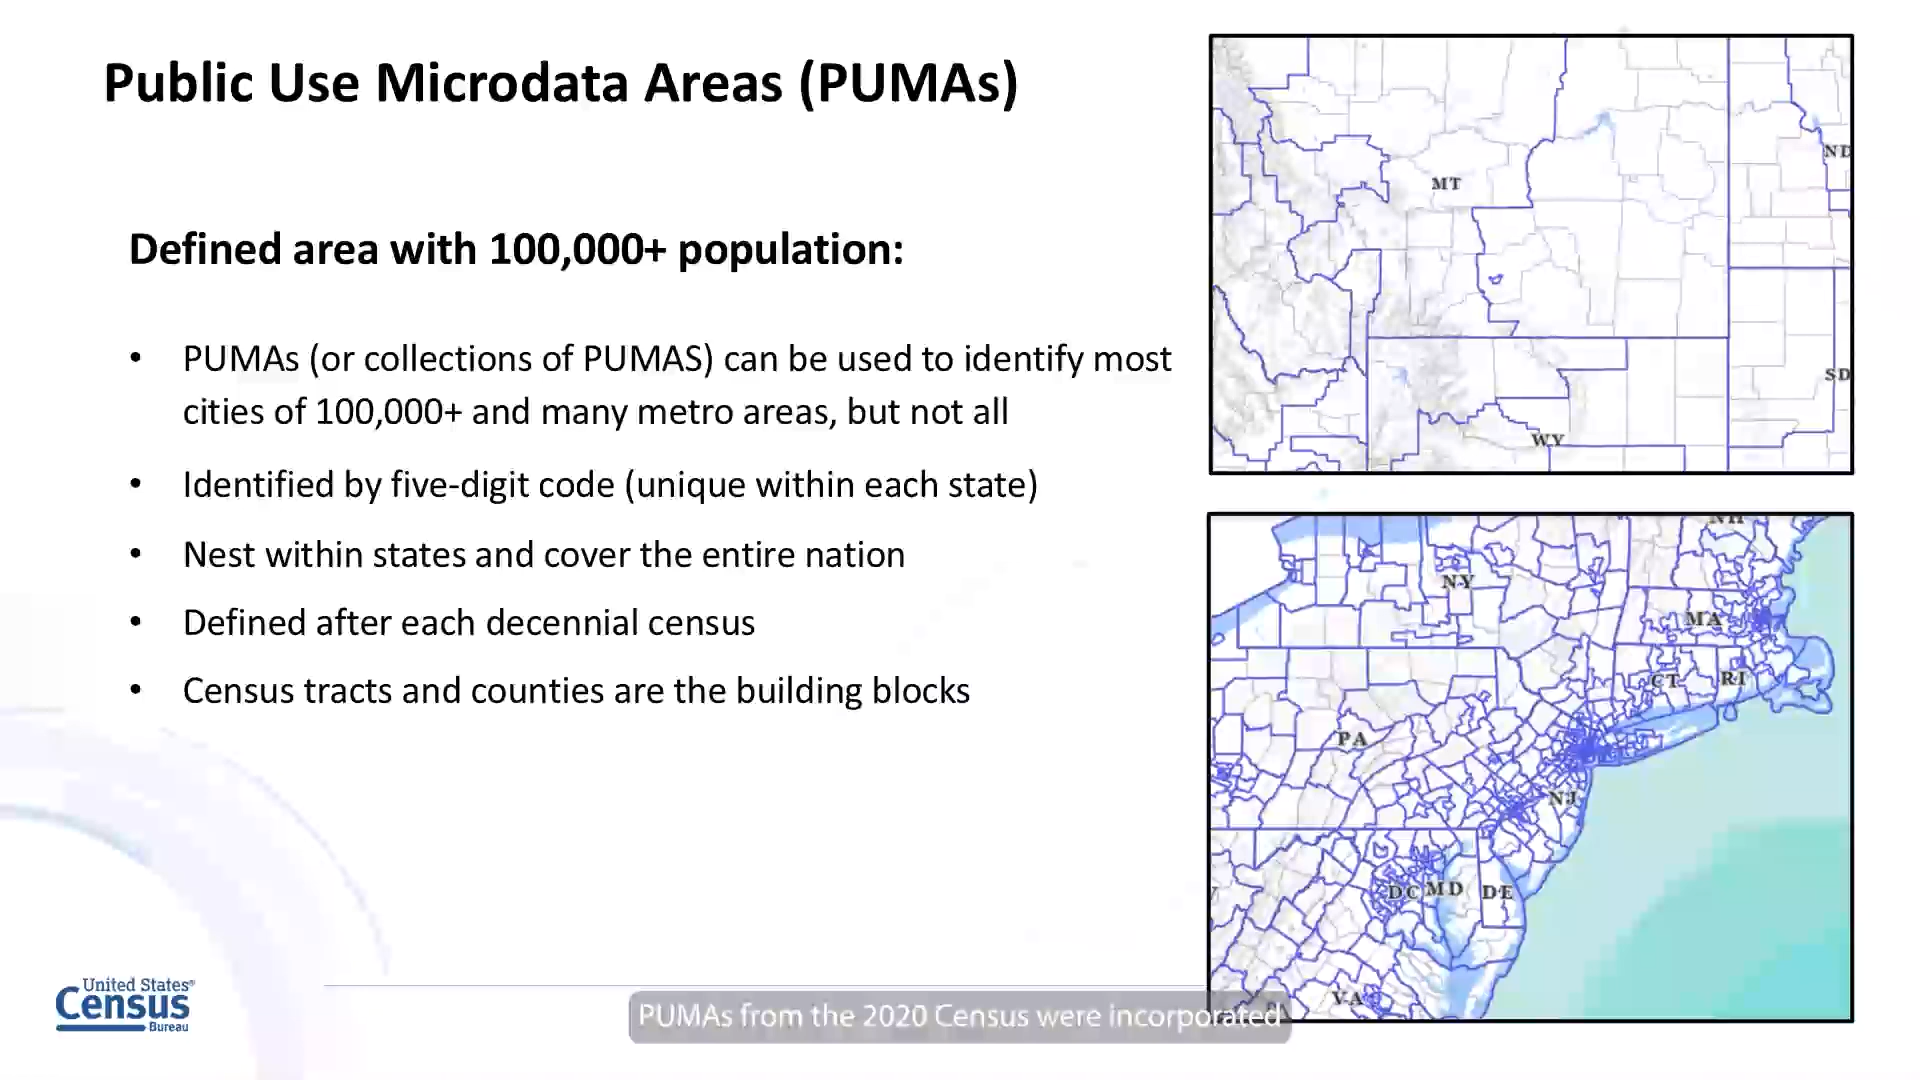 Public Use Microdata Areas (PUMAs)
Defined area with 100,000+ population:
• PUMAs (or collections of PUMAS) can be used to identify most
cities of 100,000+ and many metro areas, but not all
• Identified by five-digit code (unique within each state)
• Nest within states and cover the entire nation
• Defined after each decennial census
• Census tracts and counties are the building blocks
MT
ND
SD
WY
NH
NY
MA
CT RI
PA
NJ
DC MD DE
VA
United States®
Census
Bureau
PUMAs from the 2020 Census were incorporated